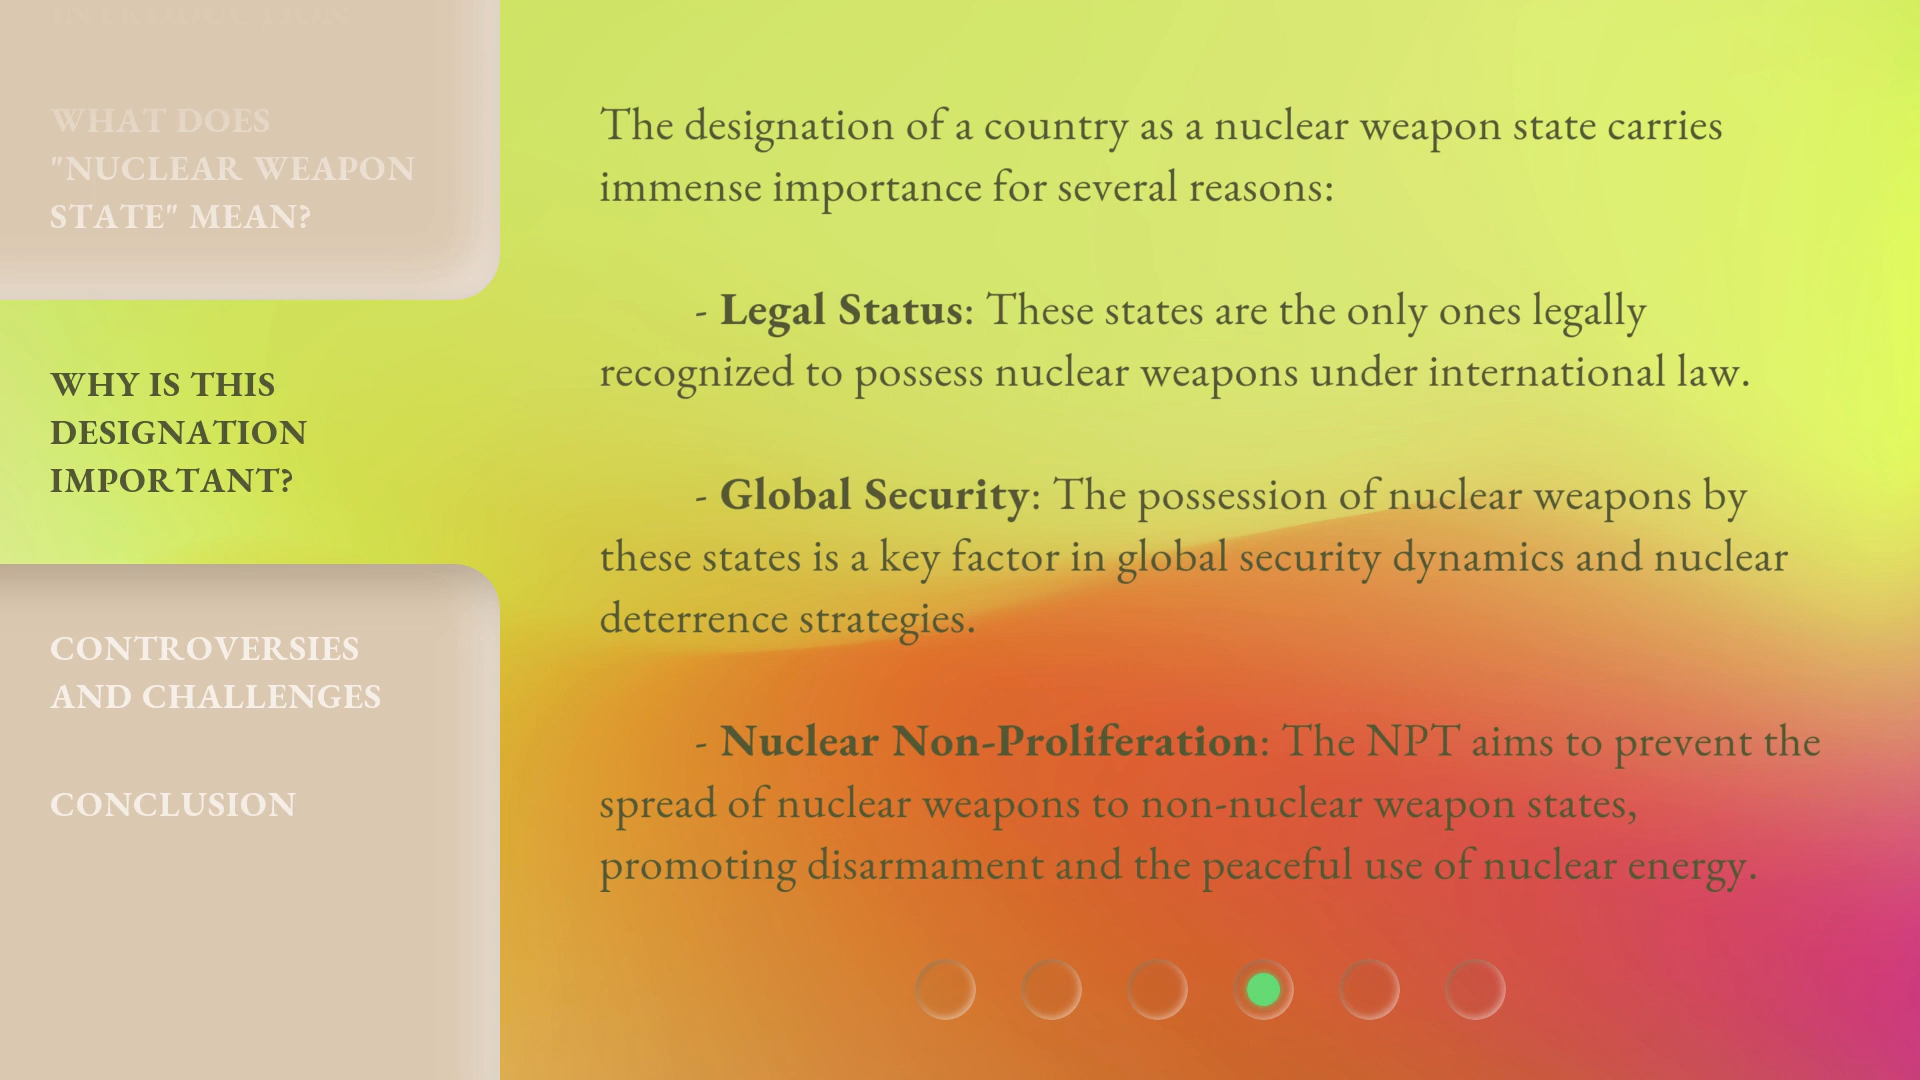 INTRODUCTION
WHAT DOES
"NUCLEAR WEAPON
STATE" MEAN?
WHY IS THIS
DESIGNATION
IMPORTANT?
CONTROVERSIES
AND CHALLENGES
CONCLUSION
The designation of a country as a nuclear weapon state carries
immense importance for several reasons:
- Legal Status: These states are the only ones legally
recognized to possess nuclear weapons under international law.
- Global Security: The possession of nuclear weapons by
these states is a key factor in global security dynamics and nuclear
deterrence strategies.
- Nuclear Non-Proliferation: The NPT aims to prevent the
spread of nuclear weapons to non-nuclear weapon states,
promoting disarmament and the peaceful use of nuclear energy.